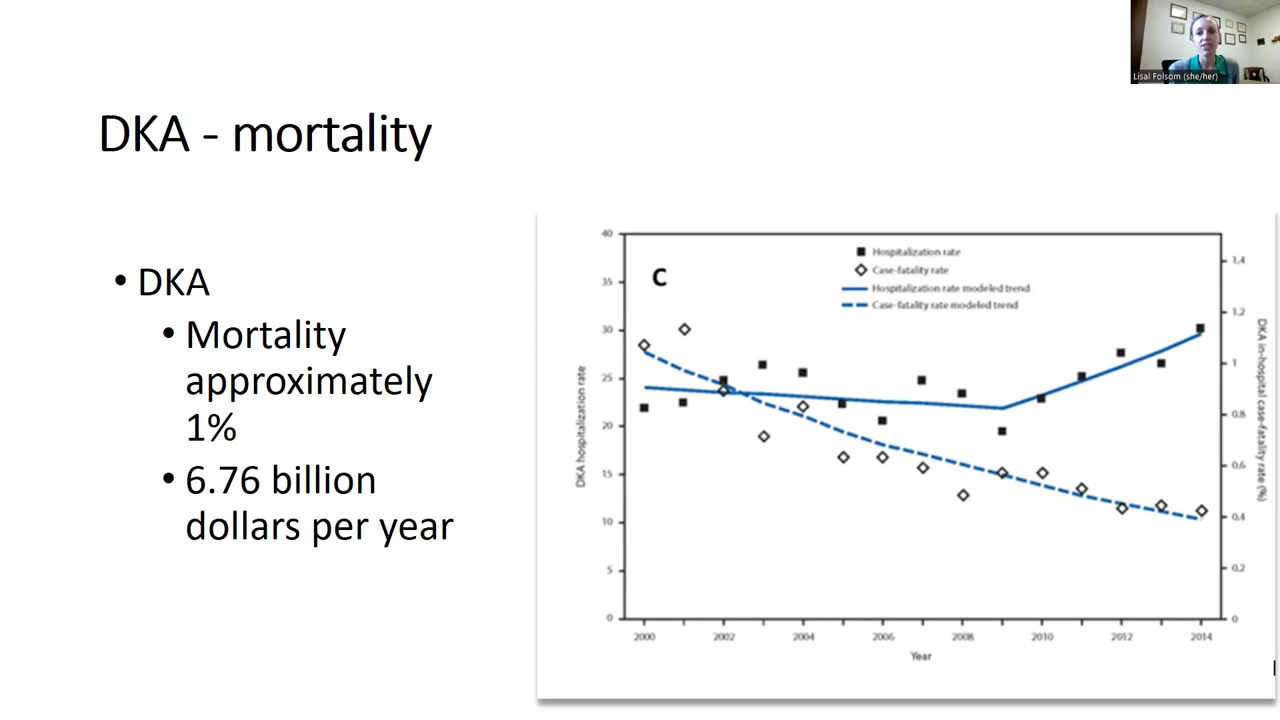 Lisal Folsom (she/her)
DKA - mortality
• DKA
• Mortality
approximately
1%
• 6.76 billion
dollars per year
C
Hospitalization rate
Case-fatality rate
Hospitalization rate modeled trend
Case-fatality rate modeled trend
DKA hospitalization rate
40
35
30
25
20
15
10
5
0
DKA in-hospital case-fatality rate (%)
1,4
1,2
1
0,8
0,6
0,4
0,2
0
2000
2002
2004
2006
2008
2010
2012
2014
Year